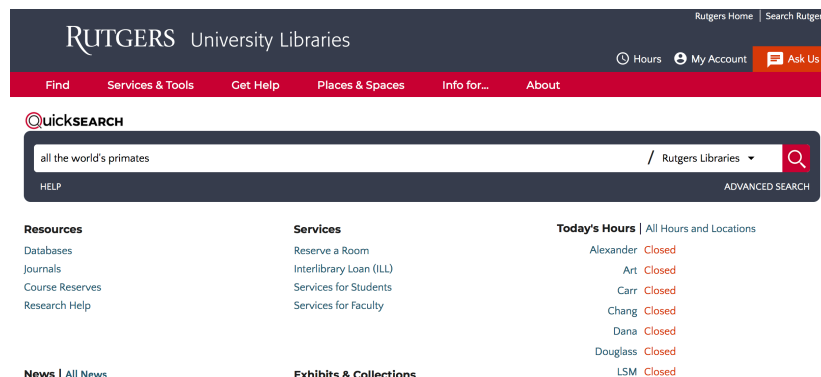 Rutgers Home | Search Rutger
RUTGERS University Libraries
Hours My Account Ask Us
Find Services & Tools Get Help Places & Spaces Info for... About
QuickSEARCH
all the world's primates / Rutgers Libraries
HELP ADVANCED SEARCH
Resources
Databases
Journals
Course Reserves
Research Help
Services
Reserve a Room
Interlibrary Loan (ILL)
Services for Students
Services for Faculty
Today's Hours | All Hours and Locations
Alexander Closed
Art Closed
Carr Closed
Chang Closed
Dana Closed
Douglass Closed
LSM Closed
News | All News
Exhibits & Collections